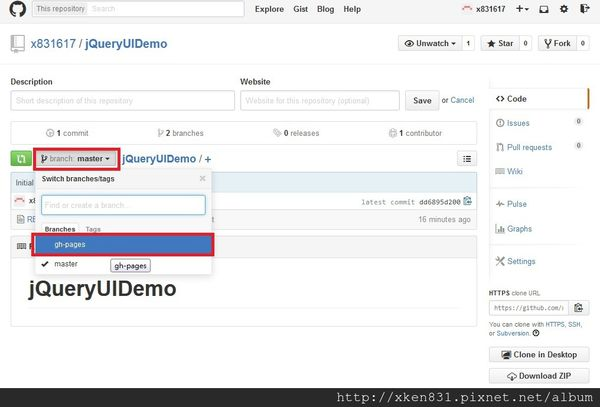 This repository Search Explore Gist Blog Help x831617
x831617 / jQueryUIDemo Unwatch 1 Star 0 Fork 0
Description Website
Short description of this repository Website for this repository (optional) Save or Cancel
1 commit 2 branches 0 releases 1 contributor
branch: master jQueryUIDemo / +
Switch branches/tags
Initial
Find or create a branch...
x8 latest commit dd6895d200
Branches Tags
RE 16 minutes ago
gh-pages
master
gh-pages
jQueryUIDemo
Code
Issues 0
Pull requests 0
Wiki
Pulse
Graphs
Settings
HTTPS clone URL
https://github.com/
You can clone with HTTPS, SSH,
or Subversion.
Clone in Desktop
Download ZIP
http://xken831.pixnet.net/album